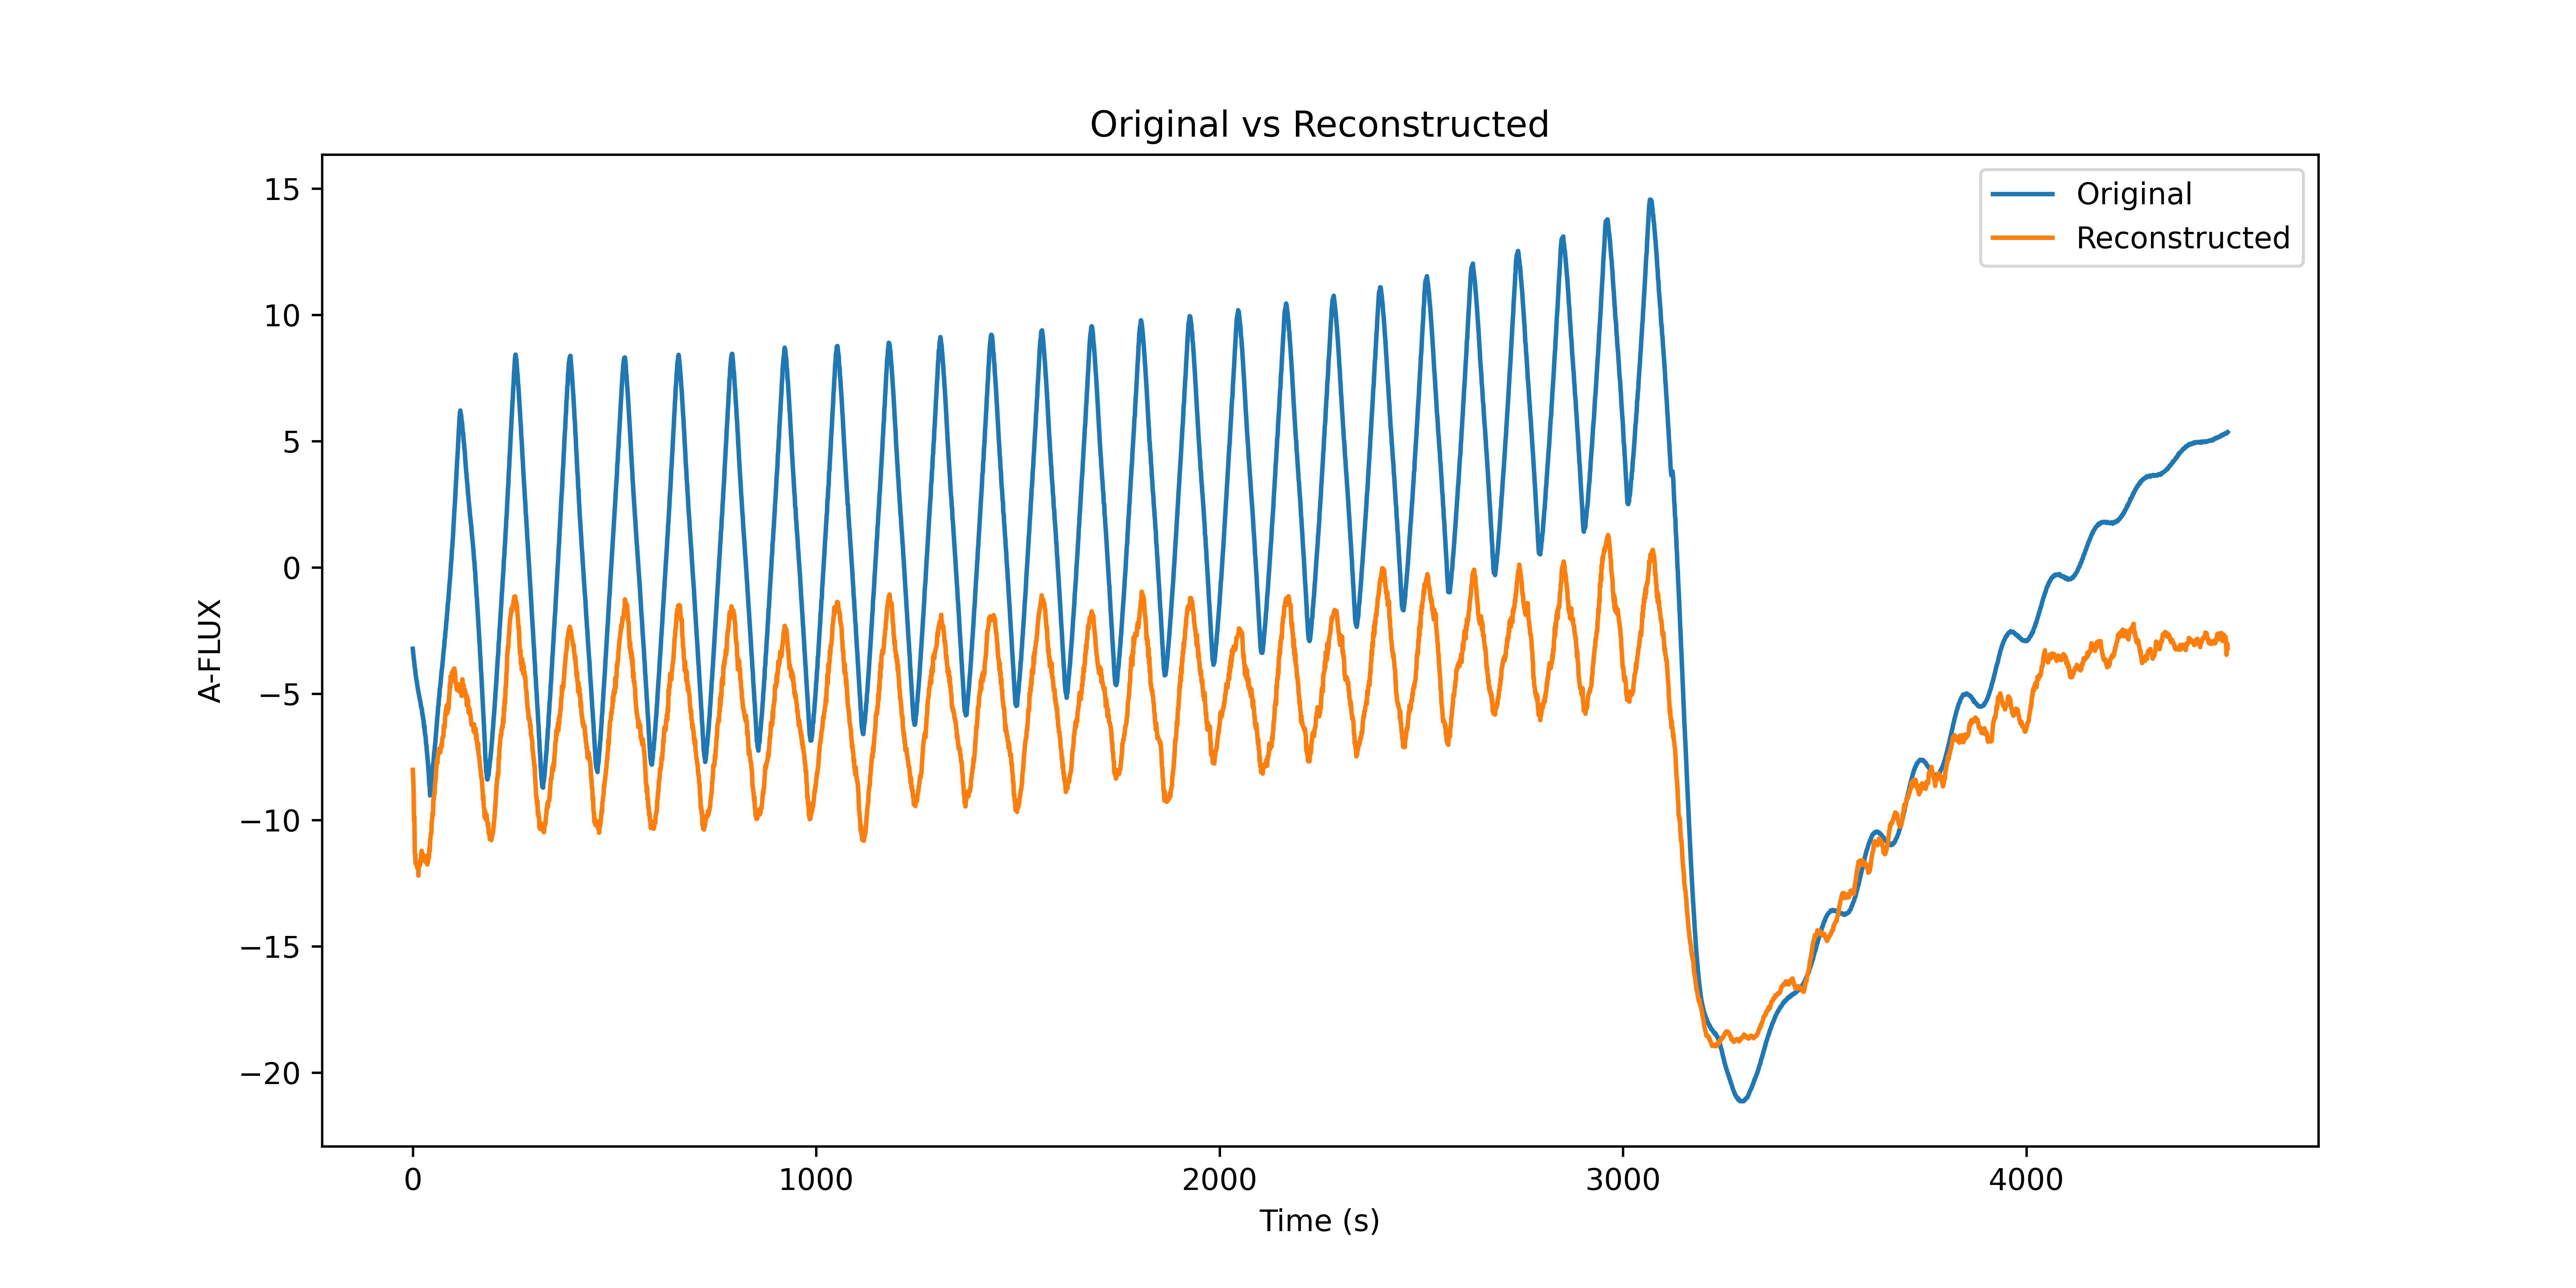 Original vs Reconstructed
Original
Reconstructed
15
10
5
0
−5
−10
−15
−20
A-FLUX
0
1000
2000
3000
4000
Time (s)